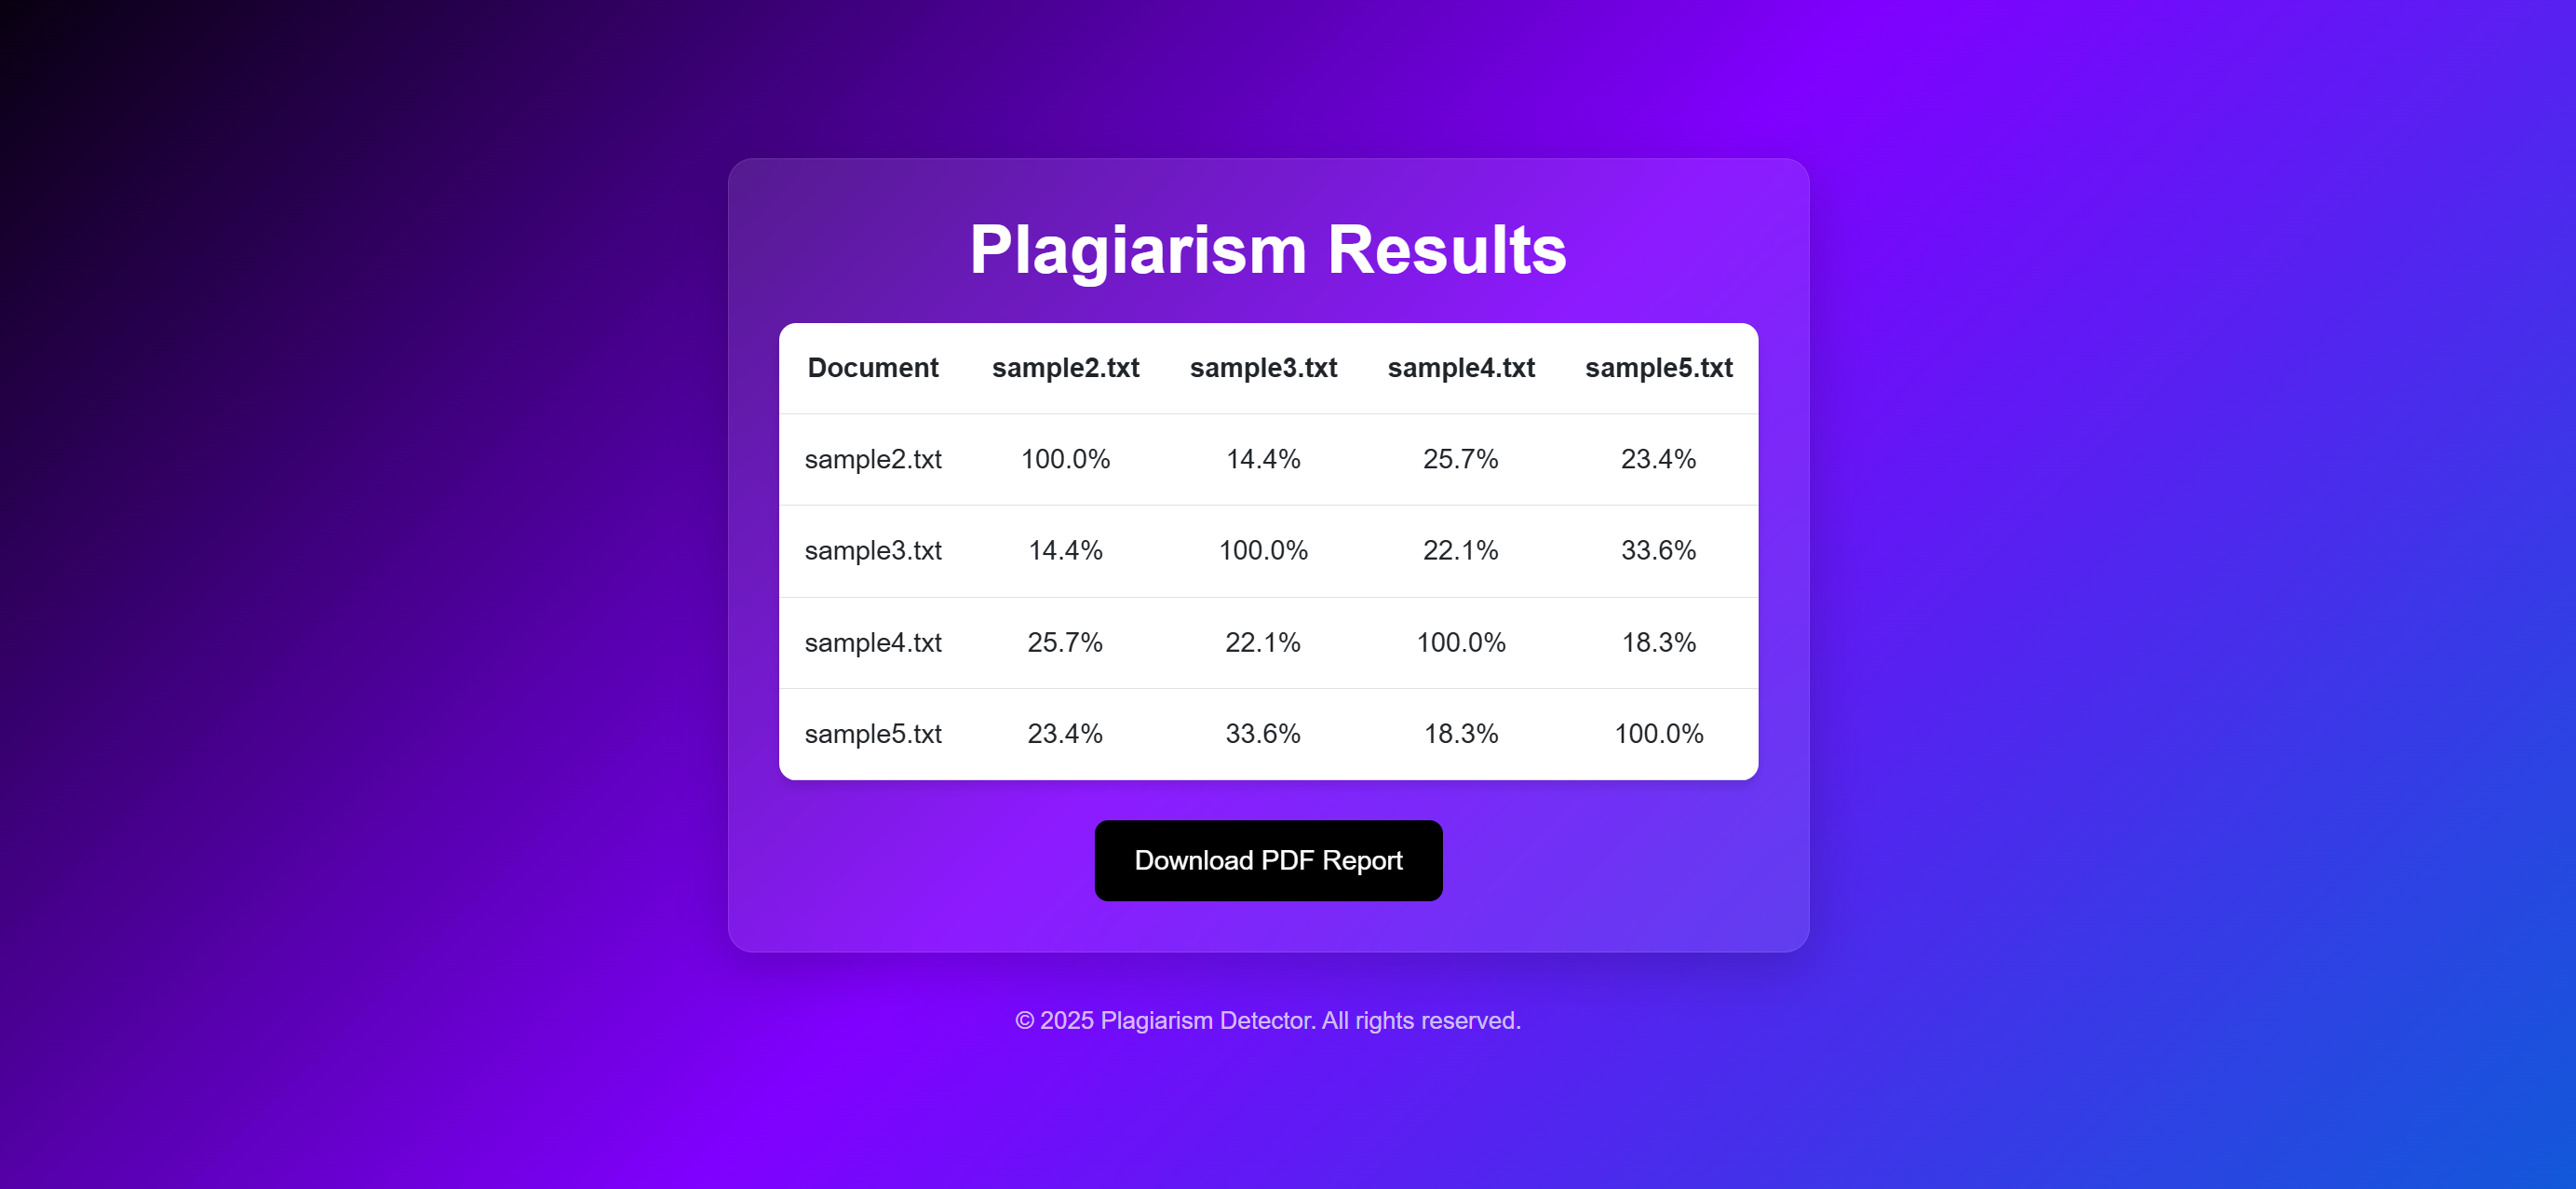 Plagiarism Results
Document sample2.txt sample3.txt sample4.txt sample5.txt
sample2.txt 100.0% 14.4% 25.7% 23.4%
sample3.txt 14.4% 100.0% 22.1% 33.6%
sample4.txt 25.7% 22.1% 100.0% 18.3%
sample5.txt 23.4% 33.6% 18.3% 100.0%
Download PDF Report
© 2025 Plagiarism Detector. All rights reserved.